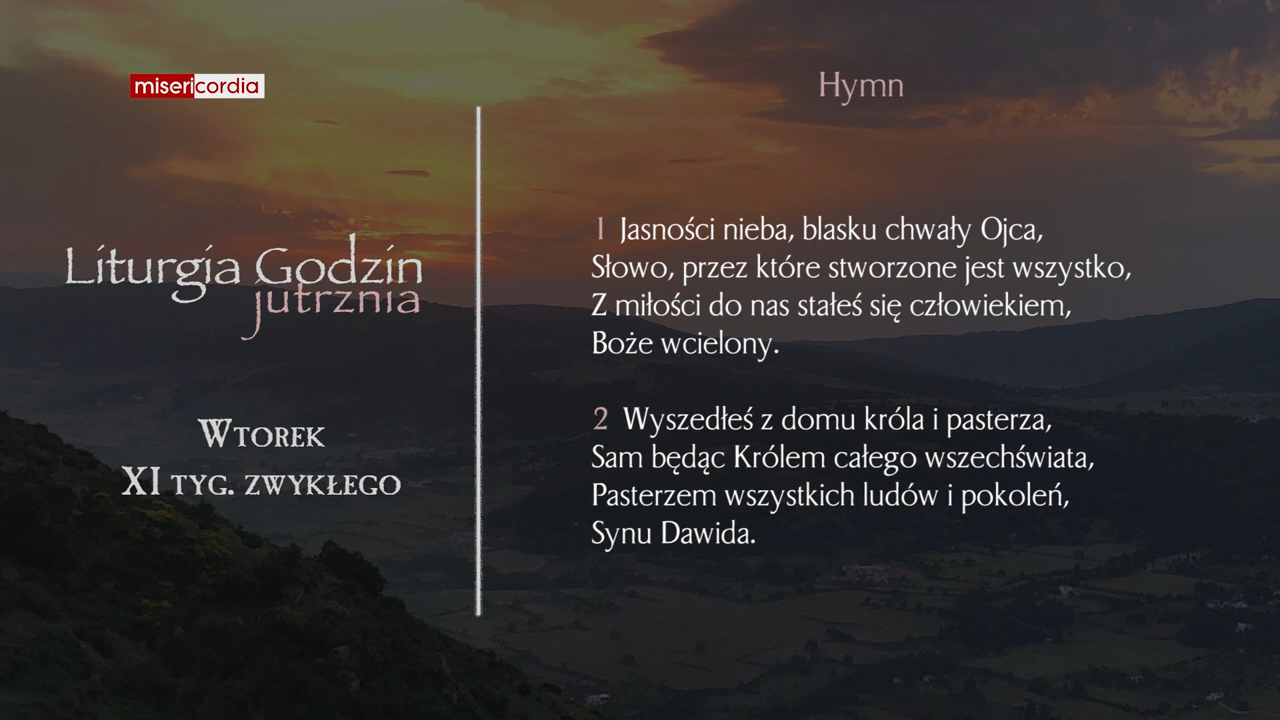 misericordia
Liturgia Godzin
jutrznia
Wtorek
XI tyg. zwykłego
Hymn
1 Jasności nieba, blasku chwały Ojca,
Słowo, przez które stworzone jest wszystko,
Z miłości do nas stałeś się człowiekiem,
Boże wcielony.
2 Wyszedłeś z domu króla i pasterza,
Sam będąc Królem całego wszechświata,
Pasterzem wszystkich ludów i pokoleń,
Synu Dawida.